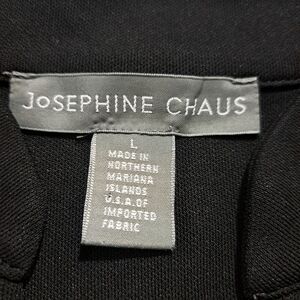 JoSEPHINE CHAUS
L
MADE IN
NORTHERN
MARIANA
ISLANDS
U.S.A.OF
IMPORTED
FABRIC